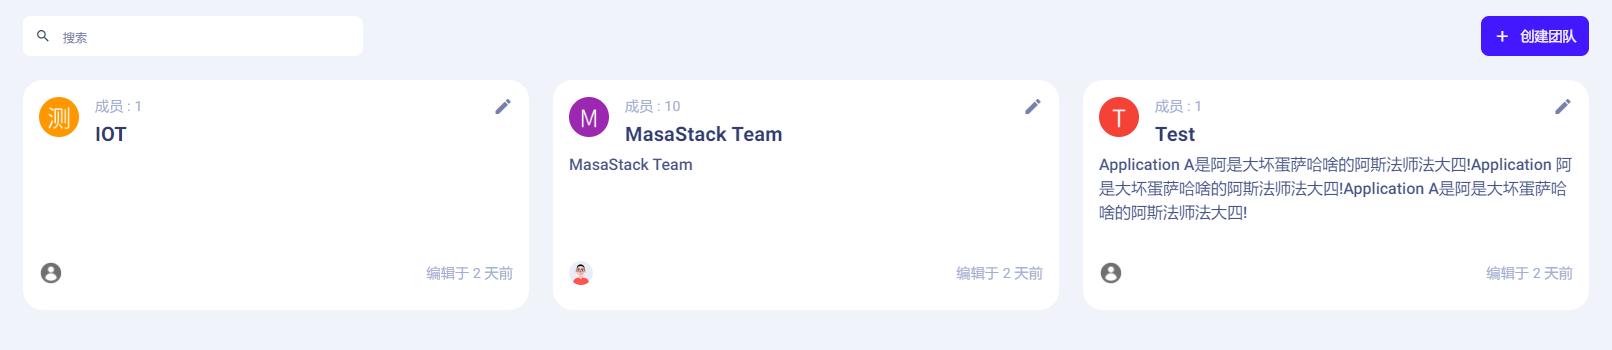 搜索
创建团队
测
成员 : 1
IOT
编辑于 2 天前
M
成员 : 10
MasaStack Team
MasaStack Team
编辑于 2 天前
T
成员 : 1
Test
Application A是阿是大坏蛋萨哈啥的阿斯法师法大四!Application 阿
是大坏蛋萨哈啥的阿斯法师法大四!Application A是阿是大坏蛋萨哈
啥的阿斯法师法大四!
编辑于 2 天前